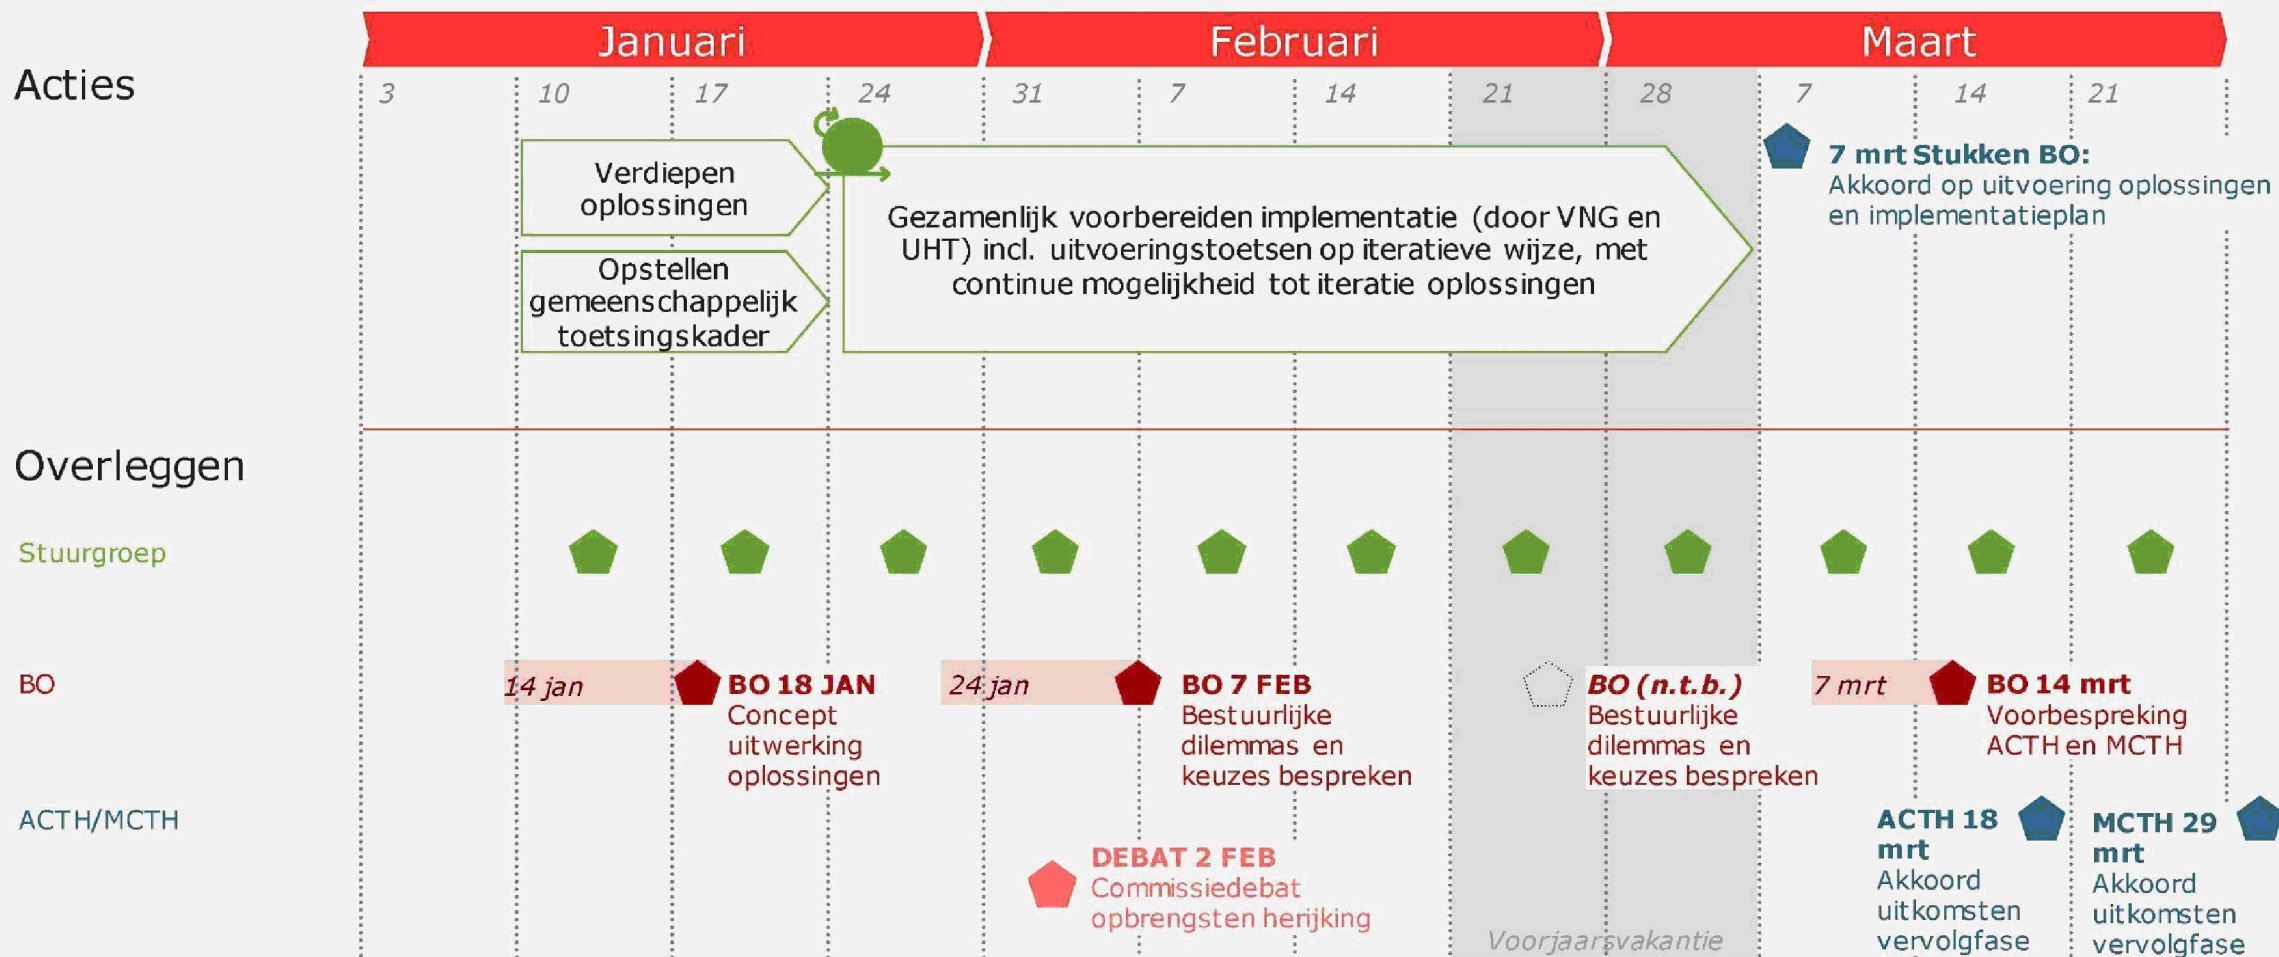 Januari
Februari
Maart
Acties
3
10
17
24
31
7
14
21
28
7
14
21
Verdiepen
oplossingen
Opstellen
gemeenschappelijk
toetsingskader
Gezamenlijk voorbereiden implementatie (door VNG en
UHT) incl. uitvoeringstoetsen op iteratieve wijze, met
continue mogelijkheid tot iteratie oplossingen
7 mrt Stukken BO:
Akkoord op uitvoering oplossingen
en implementatieplan
Overleggen
Stuurgroep
BO
14 jan
BO 18 JAN
Concept
uitwerking
oplossingen
24 jan
BO 7 FEB
Bestuurlijke
dilemmas en
keuzes bespreken
BO (n.t.b.)
Bestuurlijke
dilemmas en
keuzes bespreken
7 mrt
BO 14 mrt
Voorbespreking
ACTH en MCTH
ACTH/MCTH
DEBAT 2 FEB
Commissiedebat
opbrengsten herijking
Voorjaarsvakantie
ACTH 18
mrt
Akkoord
uitkomsten
vervolgfase
MCTH 29
mrt
Akkoord
uitkomsten
vervolgfase